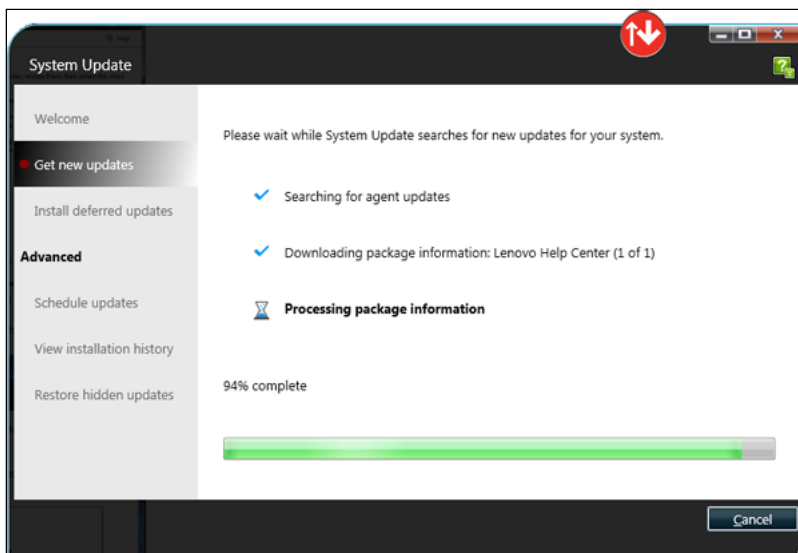 System Update
Welcome
Get new updates
Install deferred updates
Advanced
Schedule updates
View installation history
Restore hidden updates
Please wait while System Update searches for new updates for your system.
Searching for agent updates
Downloading package information: Lenovo Help Center (1 of 1)
Processing package information
94% complete
Cancel